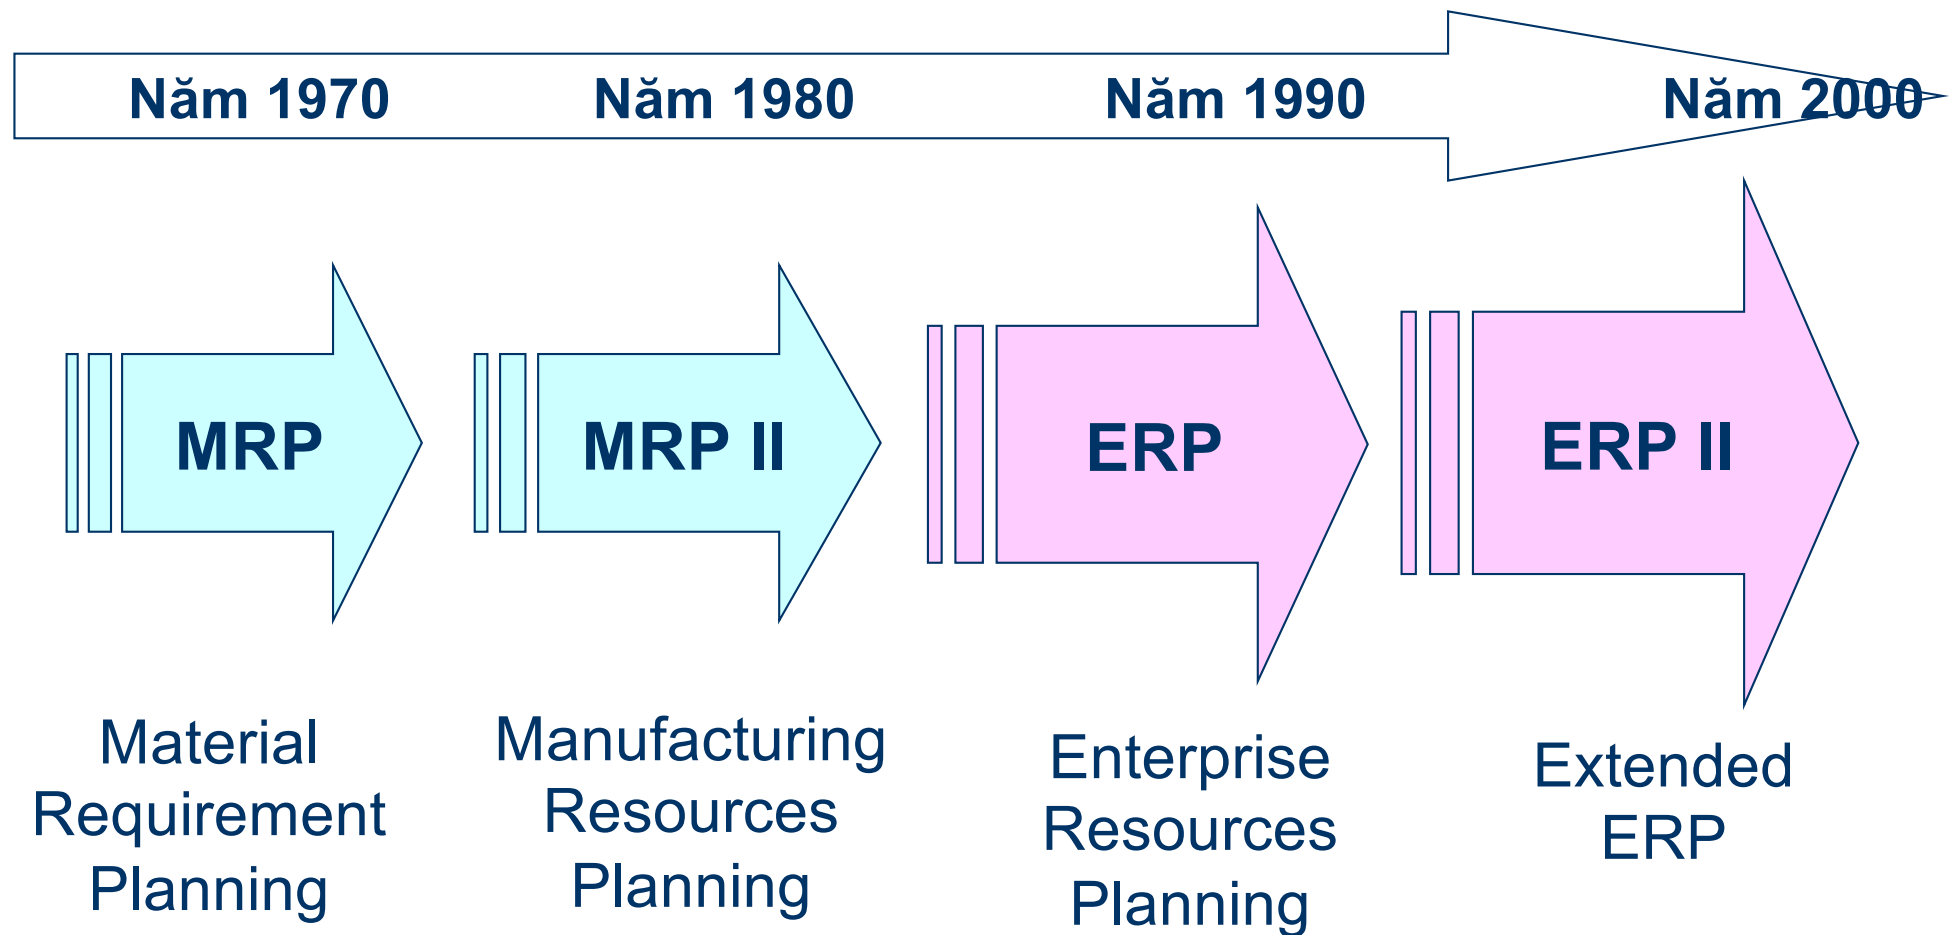 Năm 1970 Năm 1980 Năm 1990 Năm 2000
MRP MRP II ERP ERP II
Material
Requirement
Planning
Manufacturing
Resources
Planning
Enterprise
Resources
Planning
Extended
ERP